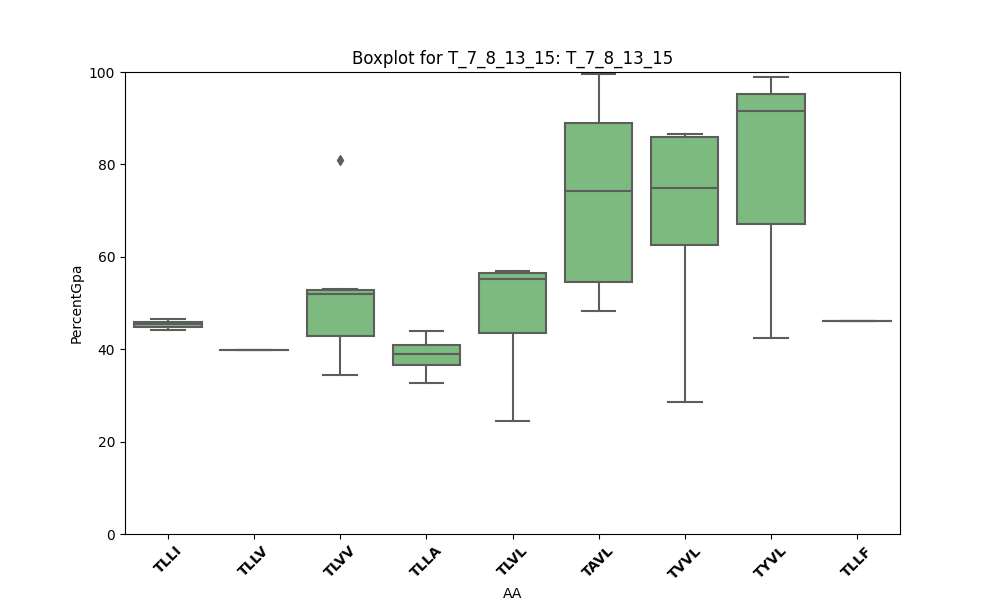 Boxplot for T_7_8_13_15: T_7_8_13_15
100
80
60
40
20
0
PercentGpa
TLLI
TLLV
TLVV
TLLA
TLVL
TAVL
TVVL
TYVL
TLLF
AA